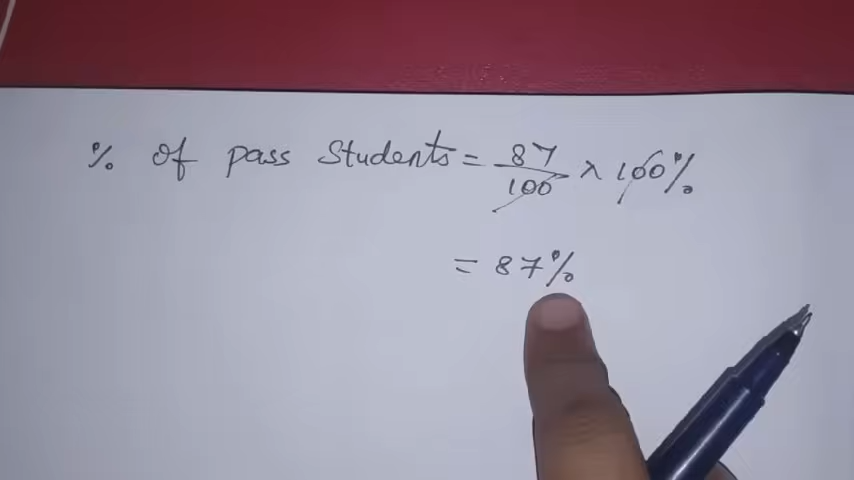 % of pass Students = 87/100 × 100%
= 87%